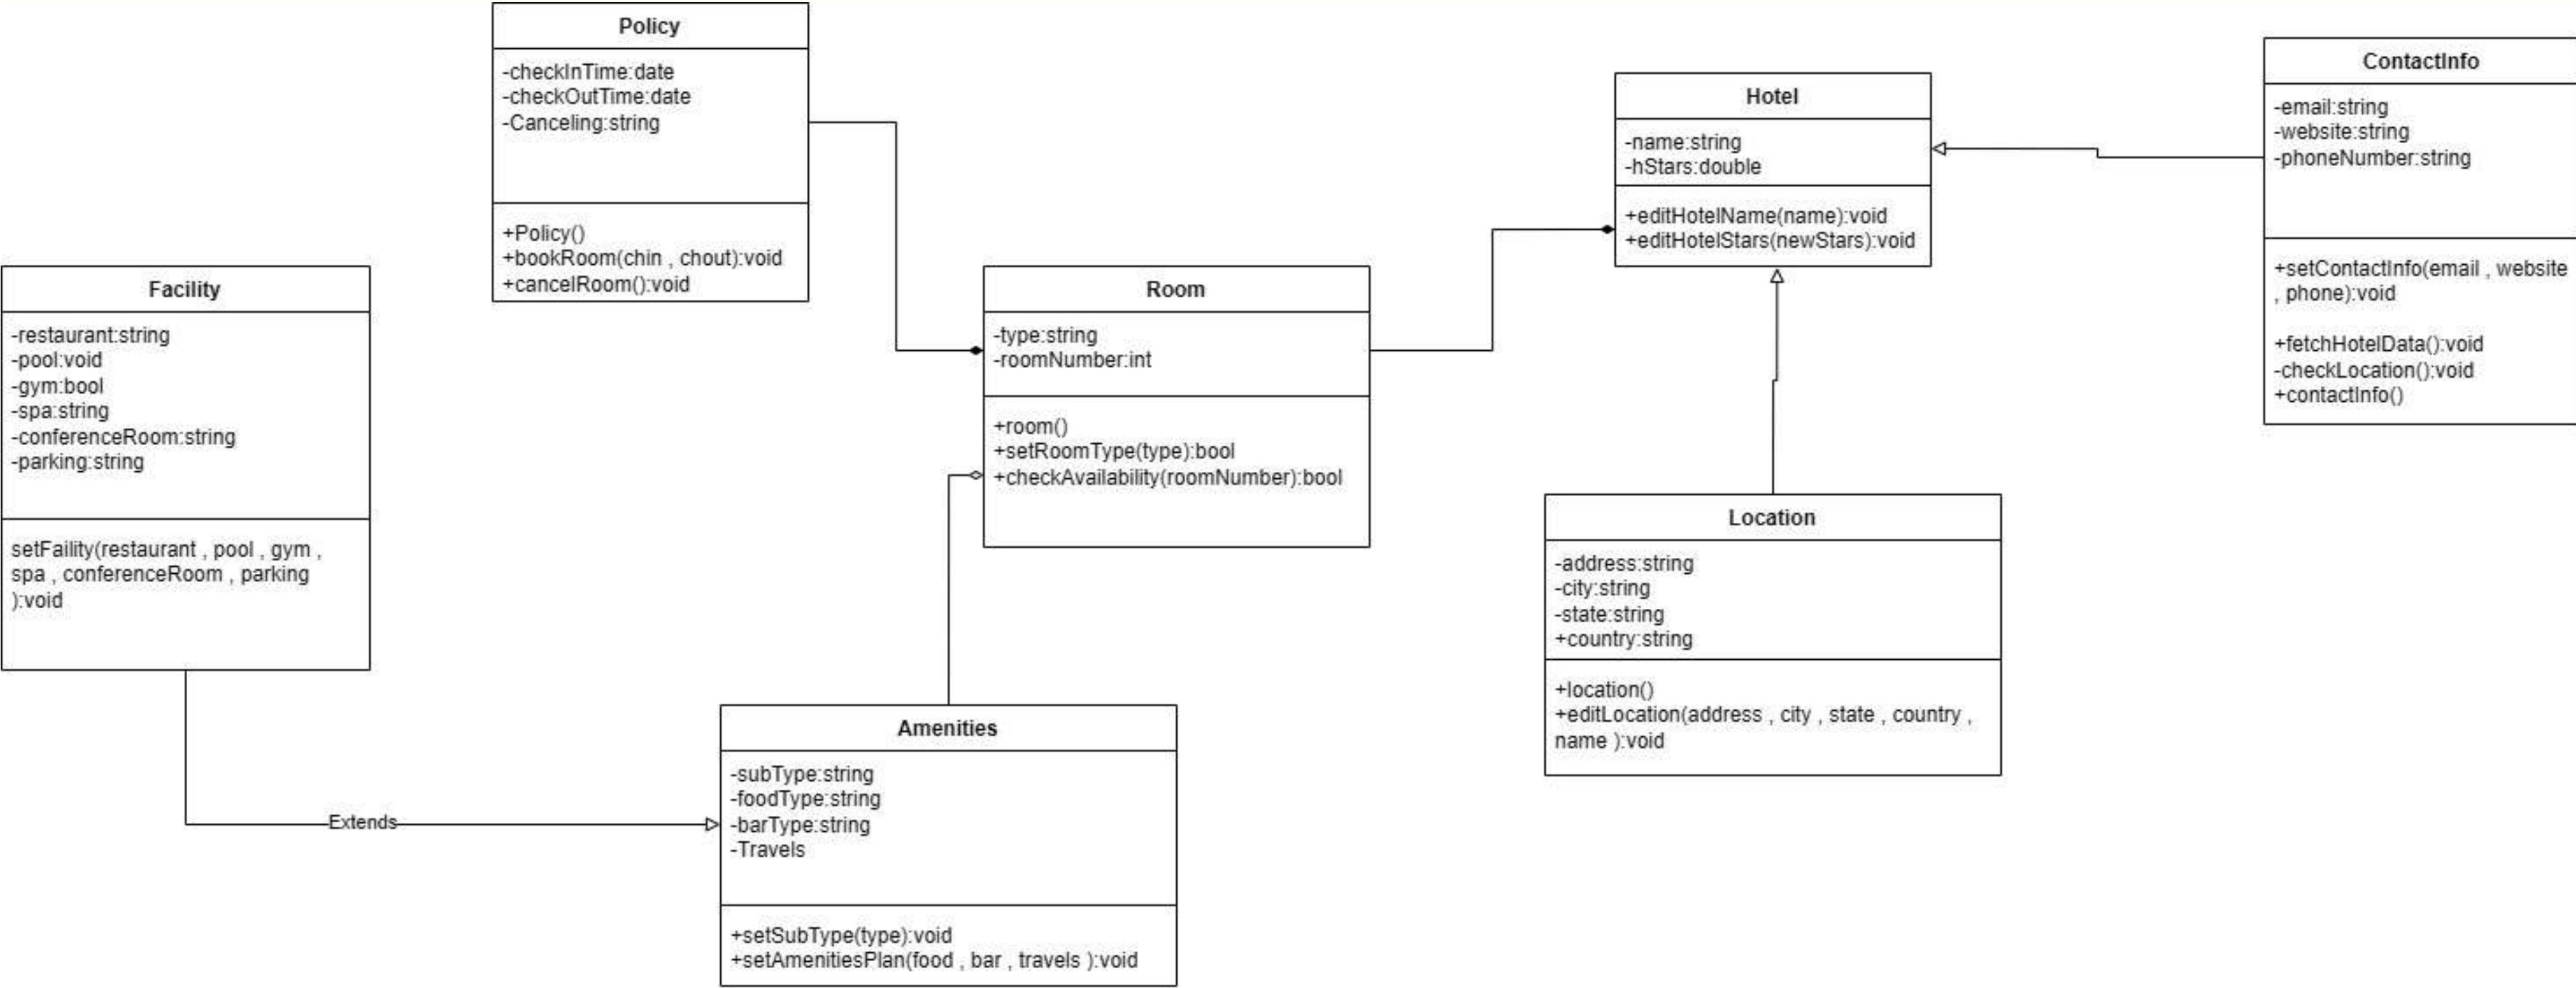 Policy
-checkInTime:date
-checkOutTime:date
-Canceling:string
+Policy()
+bookRoom(chin , chout):void
+cancelRoom():void
Hotel
-name:string
-hStars:double
+editHotelName(name):void
+editHotelStars(newStars):void
ContactInfo
-email:string
-website:string
-phoneNumber:string
+setContactInfo(email , website
, phone):void
+fetchHotelData():void
-checkLocation():void
+contactInfo()
Facility
-restaurant:string
-pool:void
-gym:bool
-spa:string
-conferenceRoom:string
-parking:string
setFaility(restaurant , pool , gym ,
spa , conferenceRoom , parking
):void
Room
-type:string
-roomNumber:int
+room()
+setRoomType(type):bool
+checkAvailability(roomNumber):bool
Location
-address:string
-city:string
-state:string
+country:string
+location()
+editLocation(address , city , state , country ,
name ):void
Extends
Amenities
-subType:string
-foodType:string
-barType:string
-Travels
+setSubType(type):void
+setAmenitiesPlan(food , bar , travels ):void